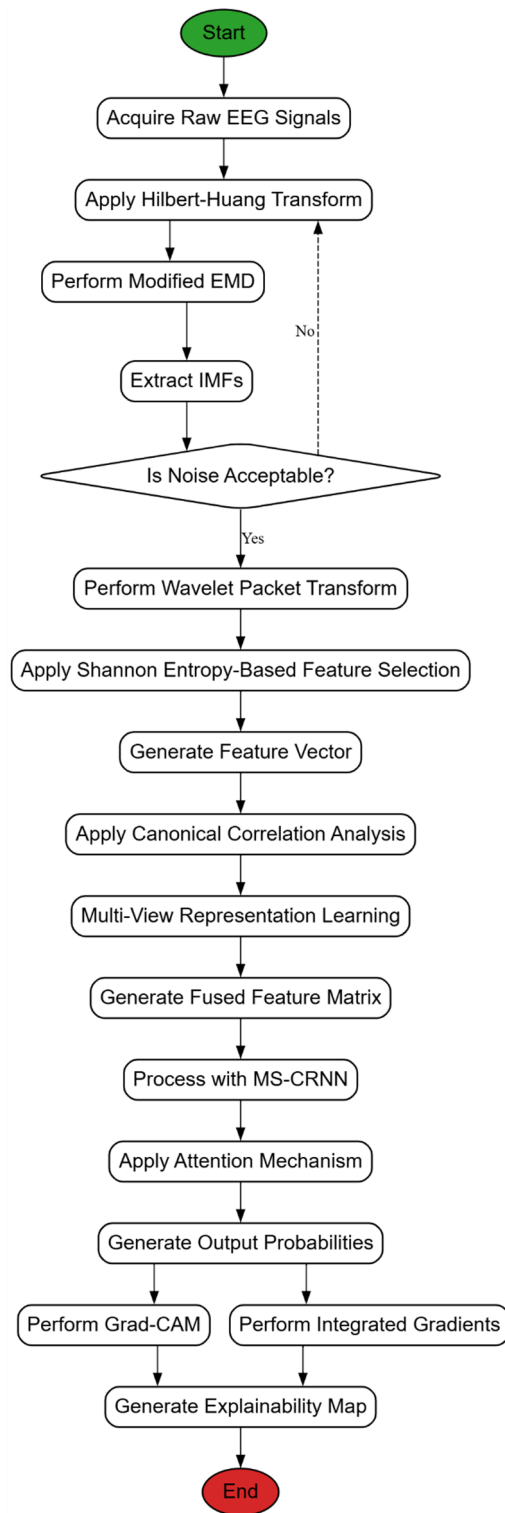 Start
Acquire Raw EEG Signals
Apply Hilbert-Huang Transform
Perform Modified EMD
No
Extract IMFs
Is Noise Acceptable?
Yes
Perform Wavelet Packet Transform
Apply Shannon Entropy-Based Feature Selection
Generate Feature Vector
Apply Canonical Correlation Analysis
Multi-View Representation Learning
Generate Fused Feature Matrix
Process with MS-CRNN
Apply Attention Mechanism
Generate Output Probabilities
Perform Grad-CAM
Perform Integrated Gradients
Generate Explainability Map
End